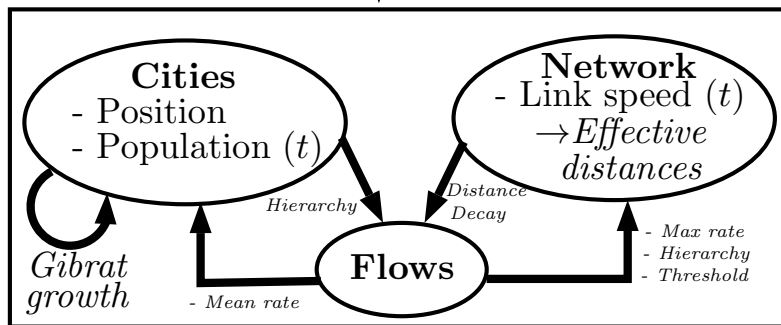 Cities
- Position
- Population (t)
Network
- Link speed (t)
→Effective
distances
Hierarchy
Distance
Decay
Gibrat
growth
Flows
- Mean rate
- Max rate
- Hierarchy
- Threshold